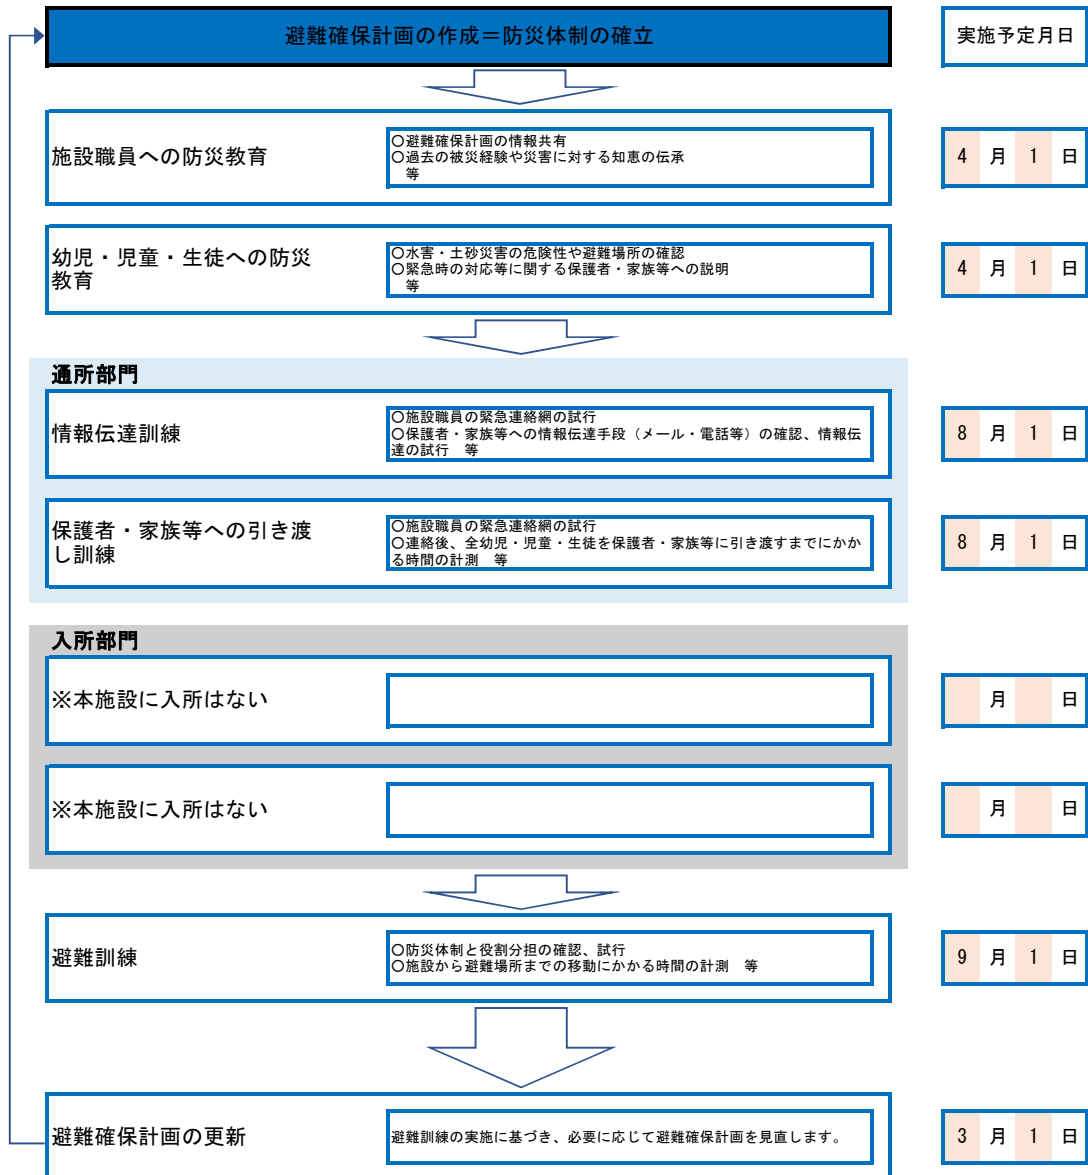 避難確保計画の作成＝防災体制の確立
実施予定月日
施設職員への防災教育
〇避難確保計画の情報共有
〇過去の被災経験や災害に対する知恵の伝承
等
4 月 1 日
幼児・児童・生徒への防災
教育
〇水害・土砂災害の危険性や避難場所の確認
〇緊急時の対応等に関する保護者・家族等への説明
等
4 月 1 日
通所部門
情報伝達訓練
〇施設職員の緊急連絡網の試行
〇保護者・家族等への情報伝達手段（メール・電話等）の確認、情報伝
達の試行　等
8 月 1 日
保護者・家族等への引き渡
し訓練
〇施設職員の緊急連絡網の試行
〇連絡後、全幼児・児童・生徒を保護者・家族等に引き渡すまでにかか
る時間の計測　等
8 月 1 日
入所部門
※本施設に入所はない
月 日
※本施設に入所はない
月 日
避難訓練
〇防災体制と役割分担の確認、試行
〇施設から避難場所までの移動にかかる時間の計測　等
9 月 1 日
避難確保計画の更新
避難訓練の実施に基づき、必要に応じて避難確保計画を見直します。
3 月 1 日